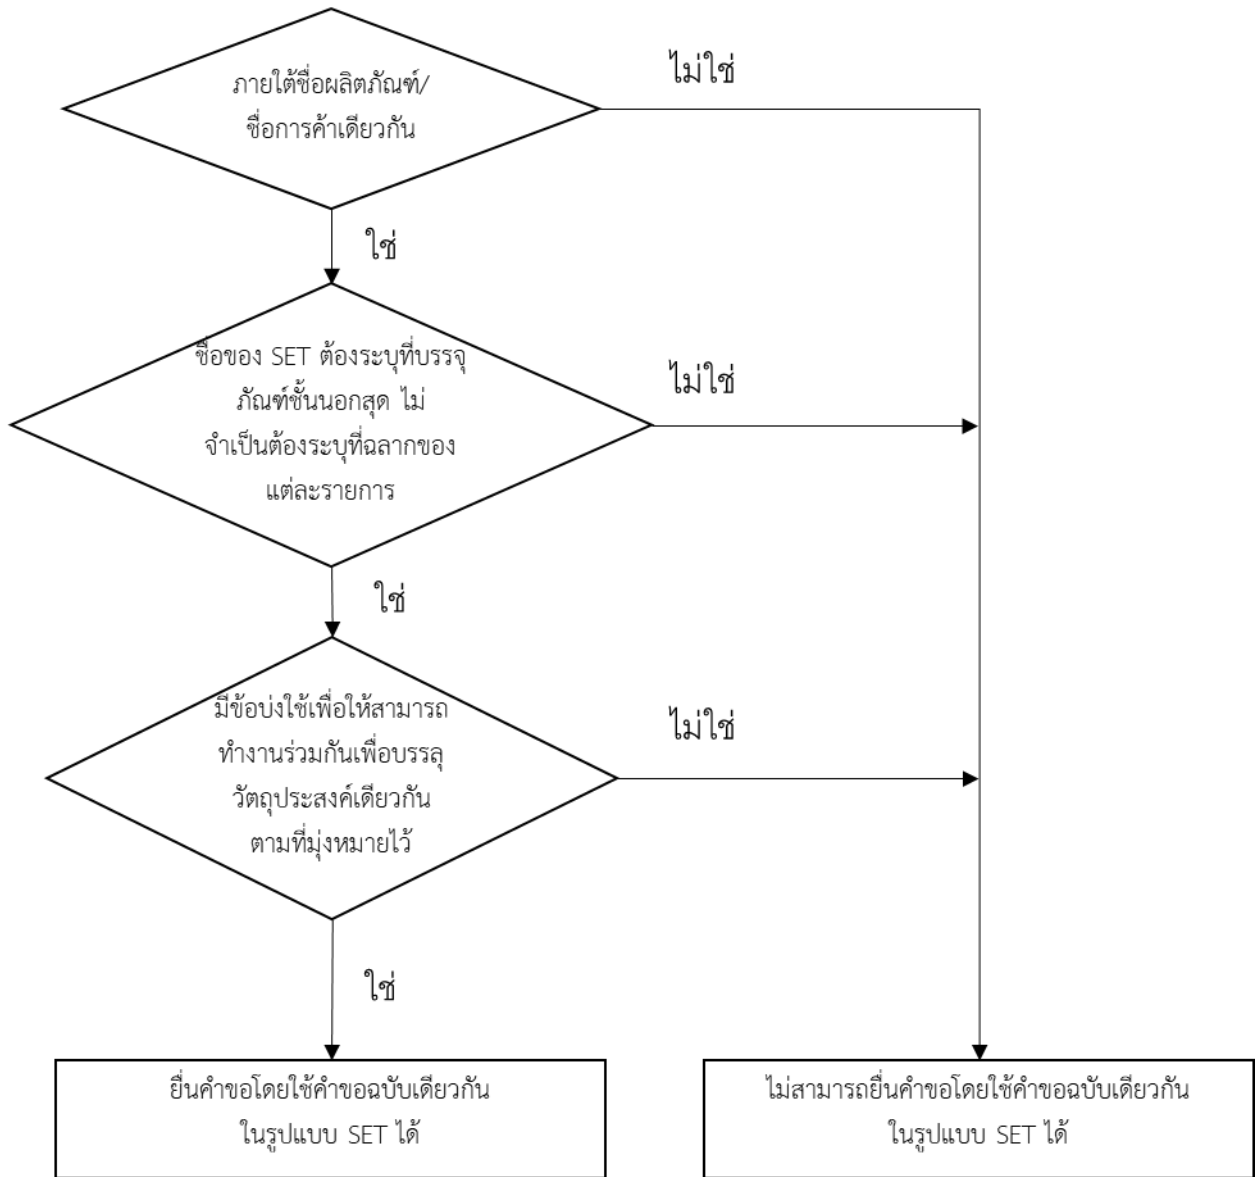 ภายใต้ชื่อผลิตภัณฑ์/
ชื่อการค้าเดียวกัน
ไม่ใช่
ใช่
ชื่อของ SET ต้องระบุที่บรรจุ
ภัณฑ์ชั้นนอกสุด ไม่
จำเป็นต้องระบุที่ฉลากของ
แต่ละรายการ
ไม่ใช่
ใช่
มีข้อบ่งใช้เพื่อให้สามารถ
ทำงานร่วมกันเพื่อบรรลุ
วัตถุประสงค์เดียวกัน
ตามที่มุ่งหมายไว้
ไม่ใช่
ใช่
ยื่นคำขอโดยใช้คำขอฉบับเดียวกัน
ในรูปแบบ SET ได้
ไม่สามารถยื่นคำขอโดยใช้คำขอฉบับเดียวกัน
ในรูปแบบ SET ได้